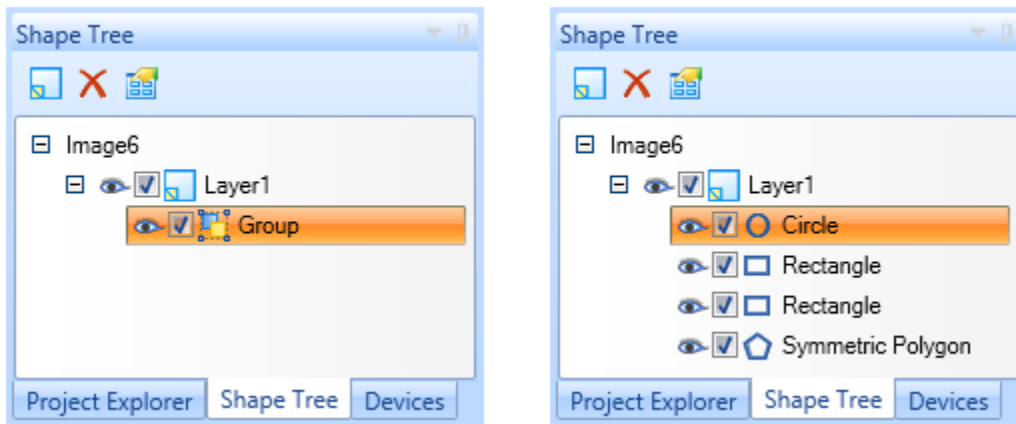 Shape Tree
Image6
Layer1
Group
Project Explorer Shape Tree Devices
Shape Tree
Image6
Layer1
Circle
Rectangle
Rectangle
Symmetric Polygon
Project Explorer Shape Tree Devices